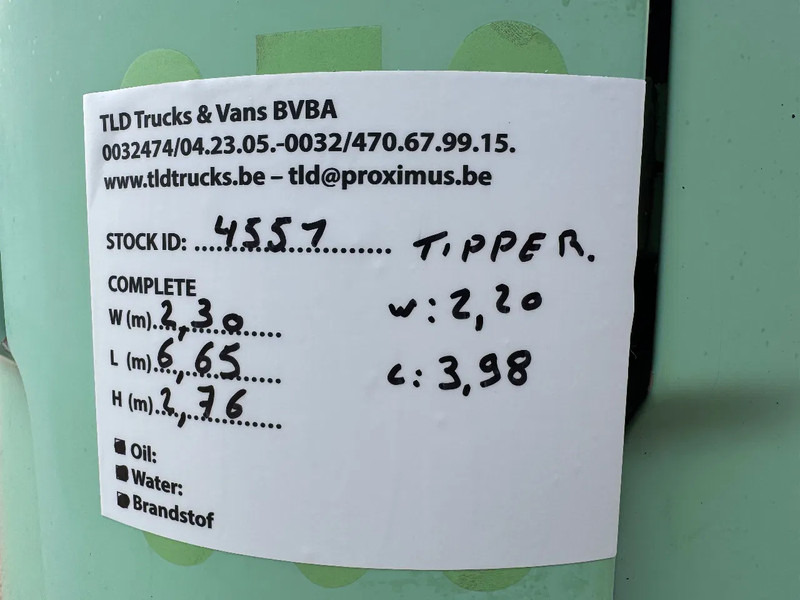 TLD Trucks & Vans BVBA
0032474/04.23.05.-0032/470.67.99.15.
www.tldtrucks.be – tld@proximus.be
STOCK ID: 4557 TIPPER.
COMPLETE
W (m) 2,30 w: 2,20
L (m) 6,65 L: 3,98
H (m) 2,76
Oil:
Water:
Brandstof